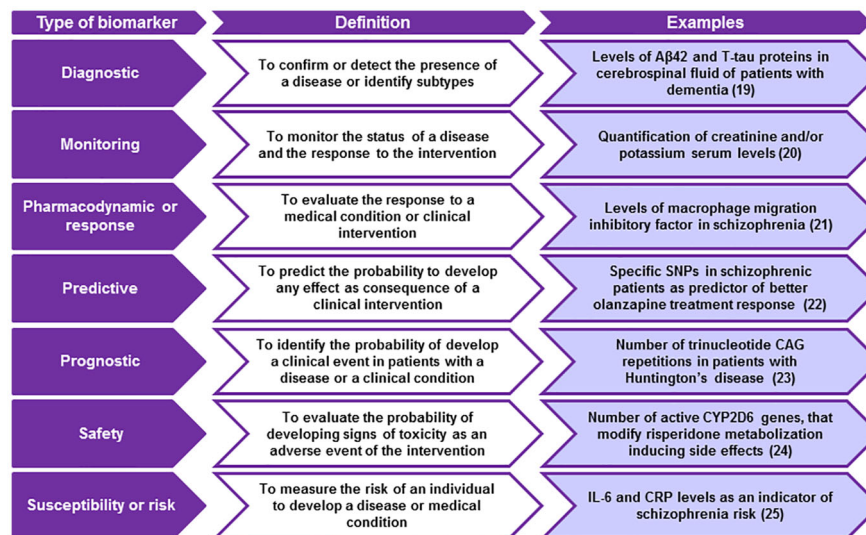 Type of biomarker
Definition
Examples
Diagnostic
To confirm or detect the presence of
a disease or identify subtypes
Levels of Aβ42 and T-tau proteins in
cerebrospinal fluid of patients with
dementia (19)
Monitoring
To monitor the status of a disease
and the response to the intervention
Quantification of creatinine and/or
potassium serum levels (20)
Pharmacodynamic or
response
To evaluate the response to a
medical condition or clinical
intervention
Levels of macrophage migration
inhibitory factor in schizophrenia (21)
Predictive
To predict the probability to develop
any effect as consequence of a
clinical intervention
Specific SNPs in schizophrenic
patients as predictor of better
olanzapine treatment response (22)
Prognostic
To identify the probability of develop
a clinical event in patients with a
disease or a clinical condition
Number of trinucleotide CAG
repetitions in patients with
Huntington's disease (23)
Safety
To evaluate the probability of
developing signs of toxicity as an
adverse event of the intervention
Number of active CYP2D6 genes, that
modify risperidone metabolization
inducing side effects (24)
Susceptibility or risk
To measure the risk of an individual
to develop a disease or medical
condition
IL-6 and CRP levels as an indicator of
schizophrenia risk (25)